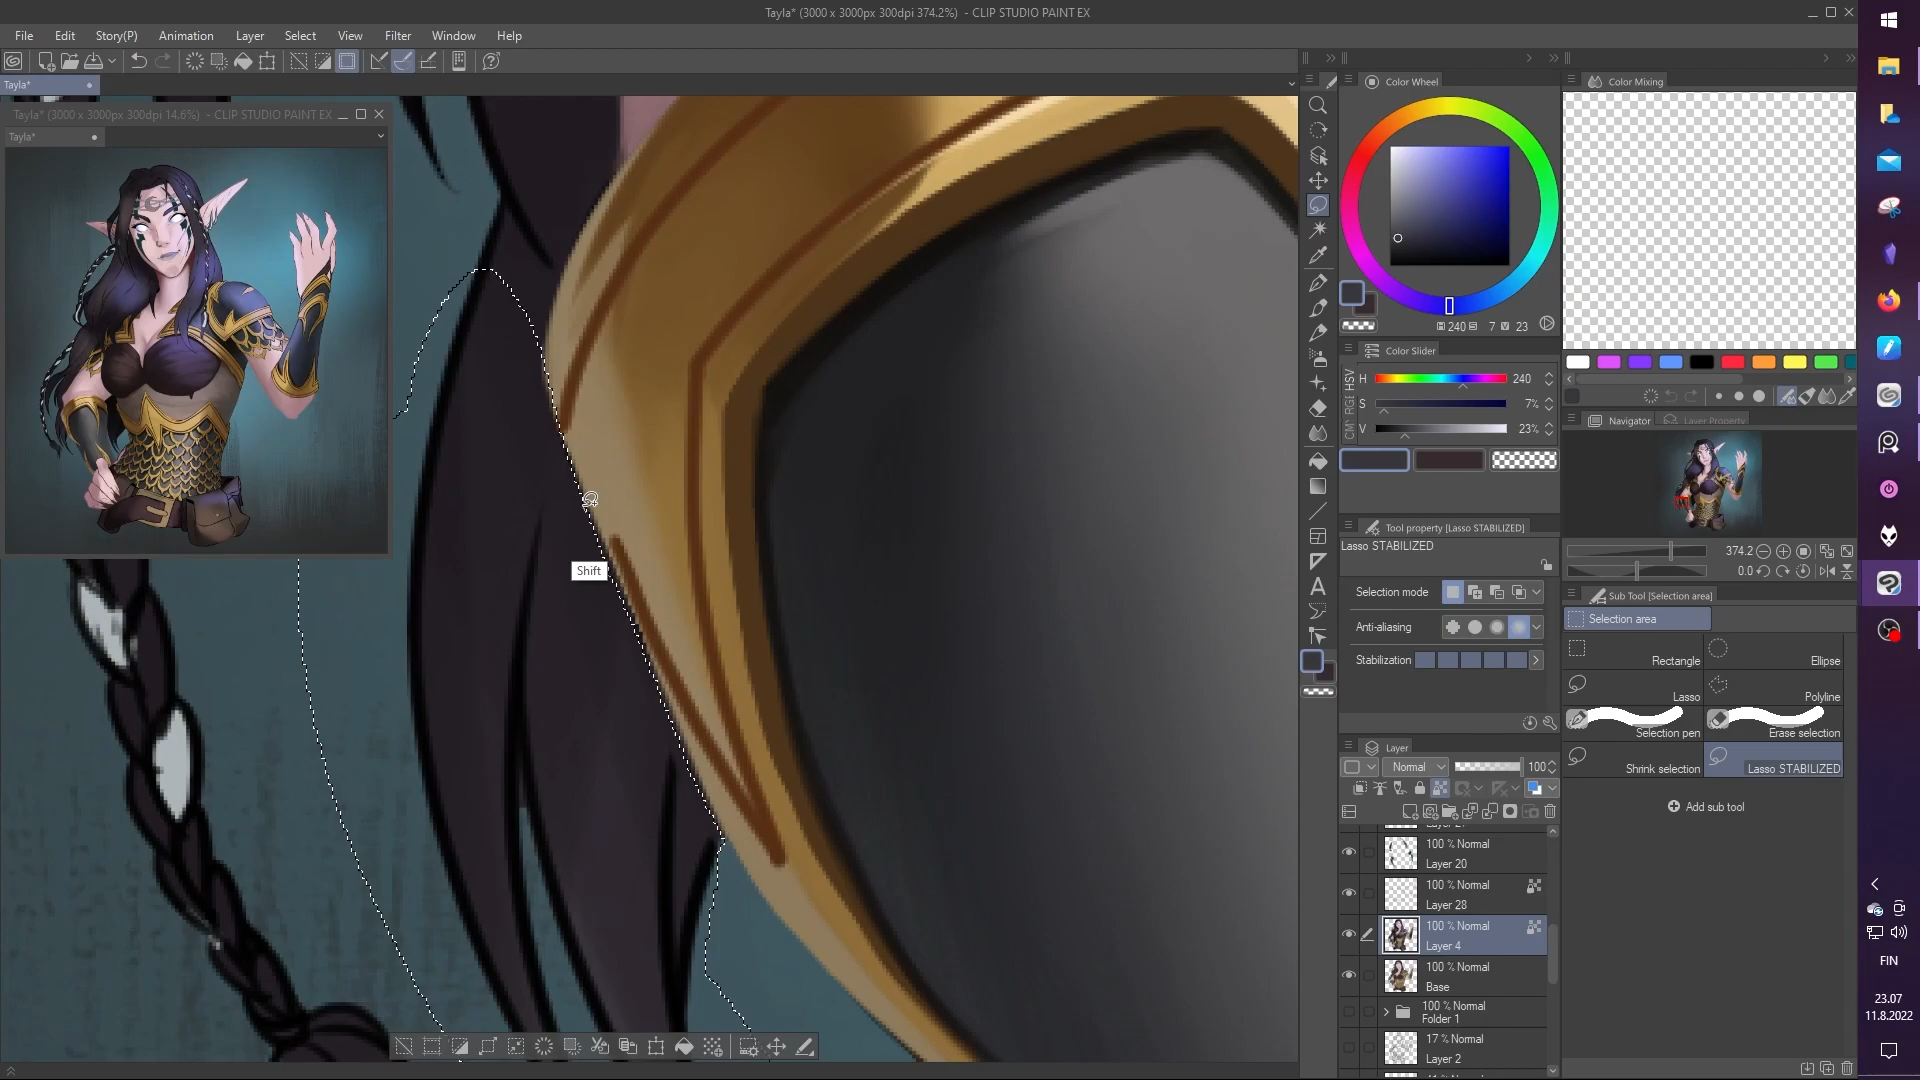 Tayla* (3000 x 3000px 300dpi 374.2%) - CLIP STUDIO PAINT EX
File Edit Story(P) Animation Layer Select View Filter Window Help
Tayla*
Tayla* (3000 x 3000px 300dpi 14.6%) - CLIP STUDIO PAINT EX
Tayla*
Shift
Color Wheel
240 7 V 23
Color Slider
HSV
RGB
CM
H 240
S 7%
V 23%
Tool property [Lasso STABILIZED]
Lasso STABILIZED
Selection mode
Anti-aliasing
Stabilization
Layer
Normal 100
100 % Normal
Layer 20
100 % Normal
Layer 28
100 % Normal
Layer 4
100 % Normal
Base
100 % Normal
Folder 1
17 % Normal
Layer 2
Color Mixing
Navigator Layer Property
374.2
0.0
Sub Tool [Selection area]
Selection area
Rectangle Ellipse
Lasso Polyline
Selection pen Erase selection
Shrink selection Lasso STABILIZED
Add sub tool
FIN
23.07
11.8.2022